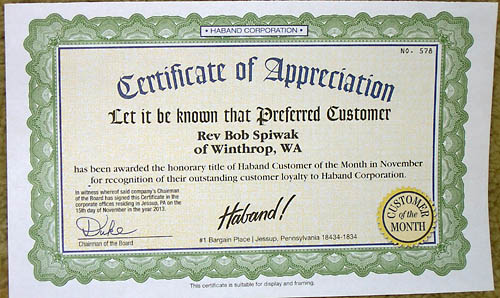 • HABAND CORPORATION •
NO. 578
Certificate of Appreciation
Let it be known that Preferred Customer
Rev Bob Spiwak
of Winthrop, WA
has been awarded the honorary title of Haband Customer of the Month in November
for recognition of their outstanding customer loyalty to Haband Corporation.
In witness whereof said company's Chairman
of the Board has signed this Certificate in the
corporate offices residing in Jessup, PA on the
15th day of November in the year 2013.
Duke
Chairman of the Board
Haband!
#1 Bargain Place | Jessup, Pennsylvania 18434-1834
CUSTOMER
of the
MONTH
This certificate is suitable for display and framing.